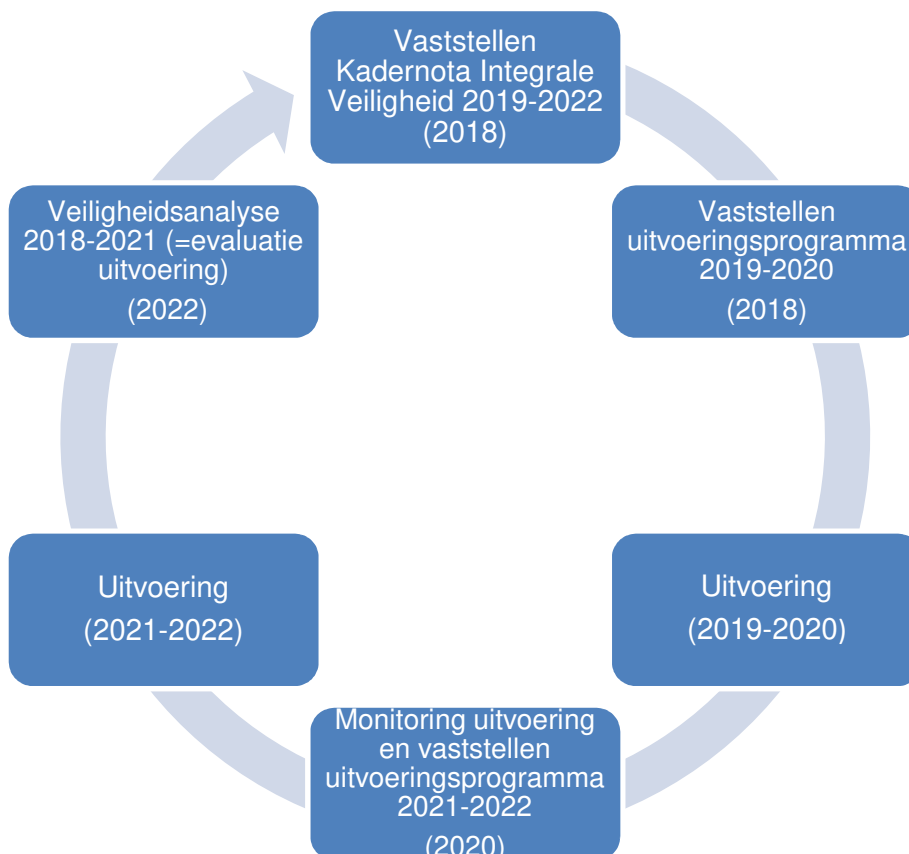 Vaststellen
Kadernota Integrale
Veiligheid 2019-2022
(2018)
Vaststellen
uitvoeringsprogramma
2019-2020
(2018)
Uitvoering
(2019-2020)
Monitoring uitvoering
en vaststellen
uitvoeringsprogramma
2021-2022
(2020)
Uitvoering
(2021-2022)
Veiligheidsanalyse
2018-2021 (=evaluatie
uitvoering)
(2022)